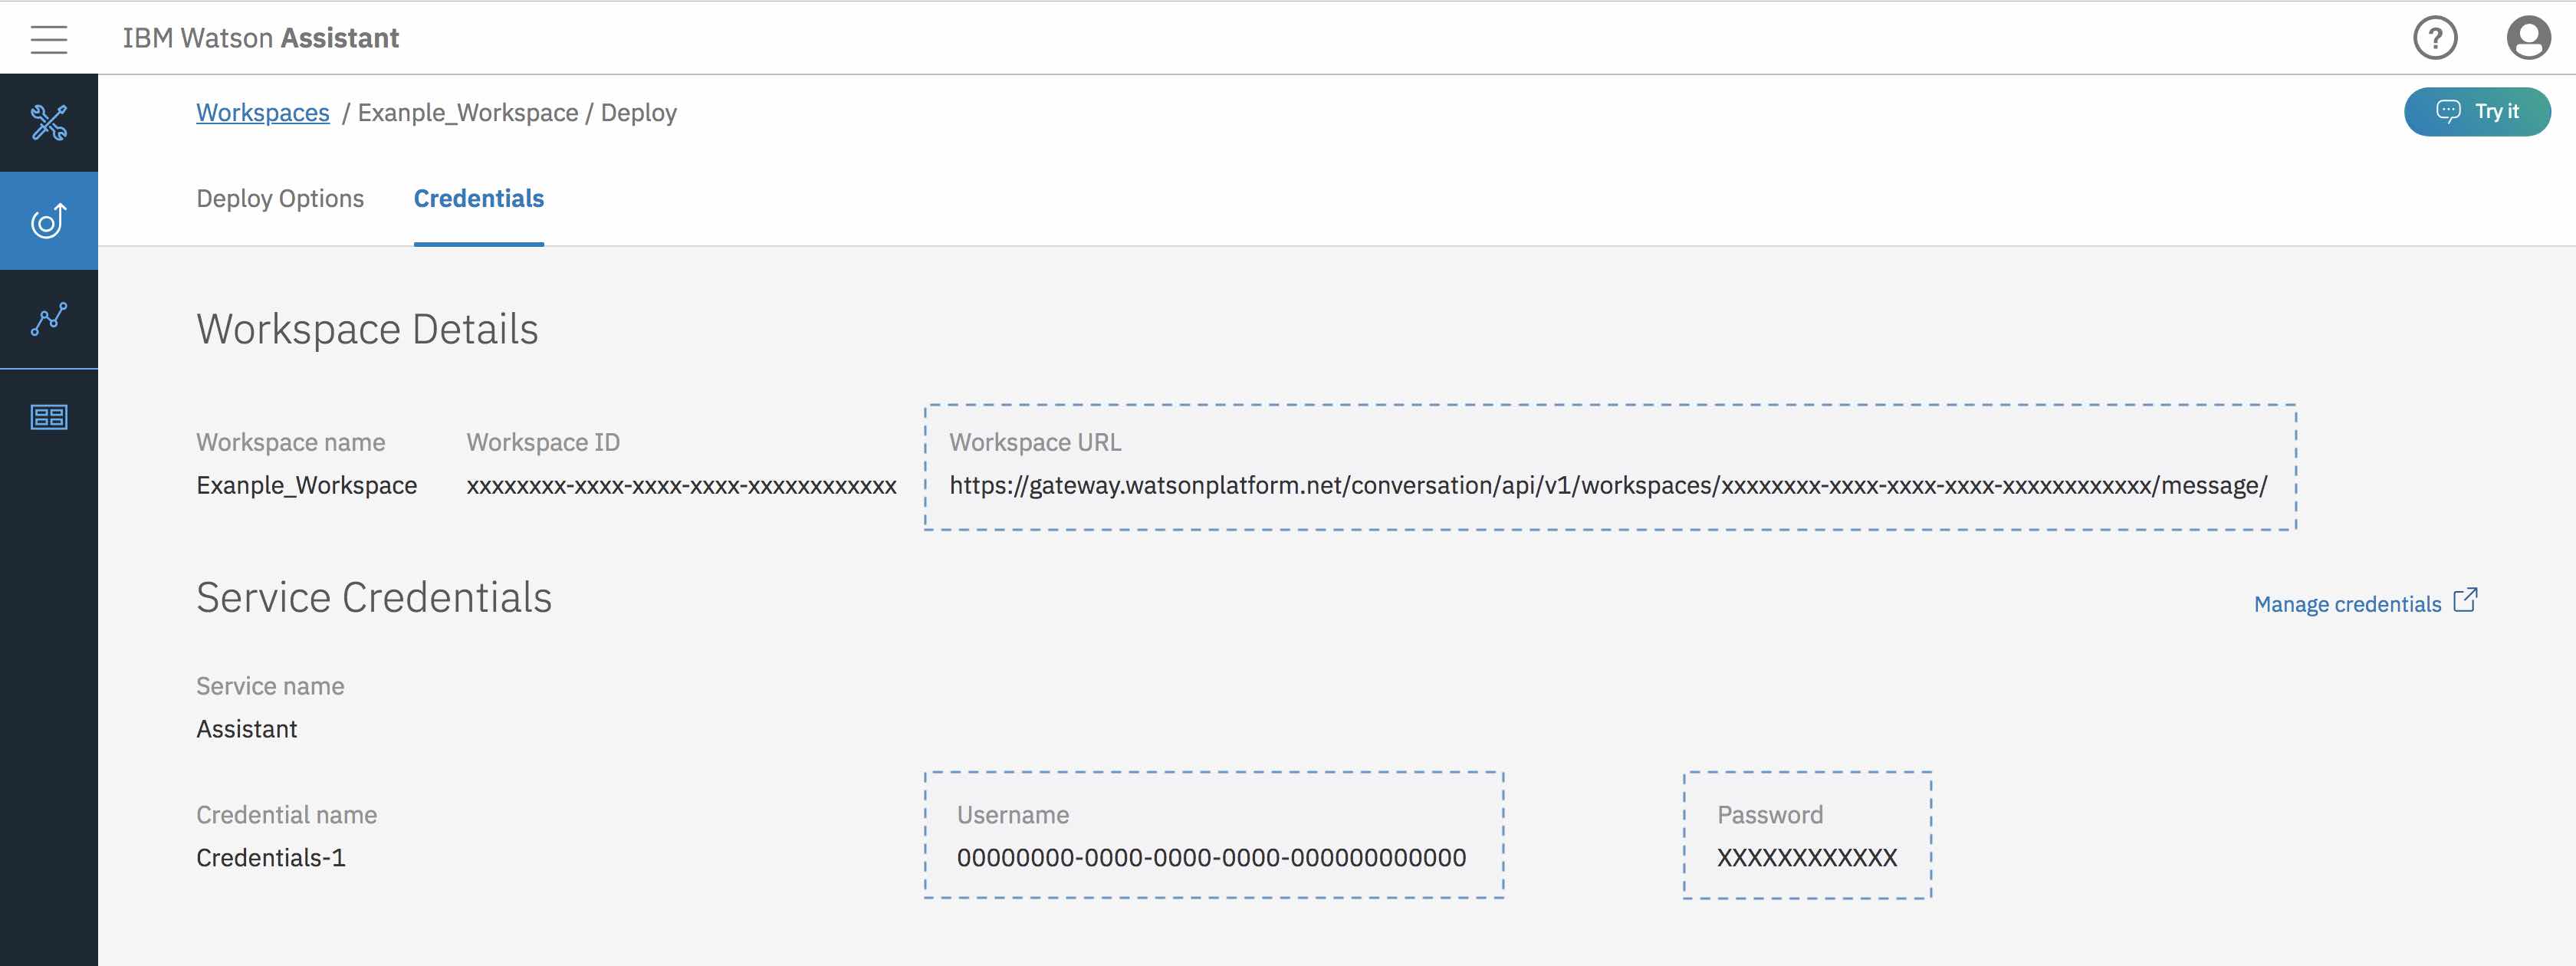 IBM Watson Assistant
?
Workspaces / Exanple_Workspace / Deploy
Try it
Deploy Options Credentials
Workspace Details
Workspace name Workspace ID Workspace URL
Exanple_Workspace xxxxxxxx-xxxx-xxxx-xxxx-xxxxxxxxxxxx https://gateway.watsonplatform.net/conversation/api/v1/workspaces/xxxxxxxx-xxxx-xxxx-xxxx-xxxxxxxxxxxx/message/
Service Credentials
Manage credentials
Service name
Assistant
Credential name Username Password
Credentials-1 00000000-0000-0000-0000-000000000000 XXXXXXXXXXXX